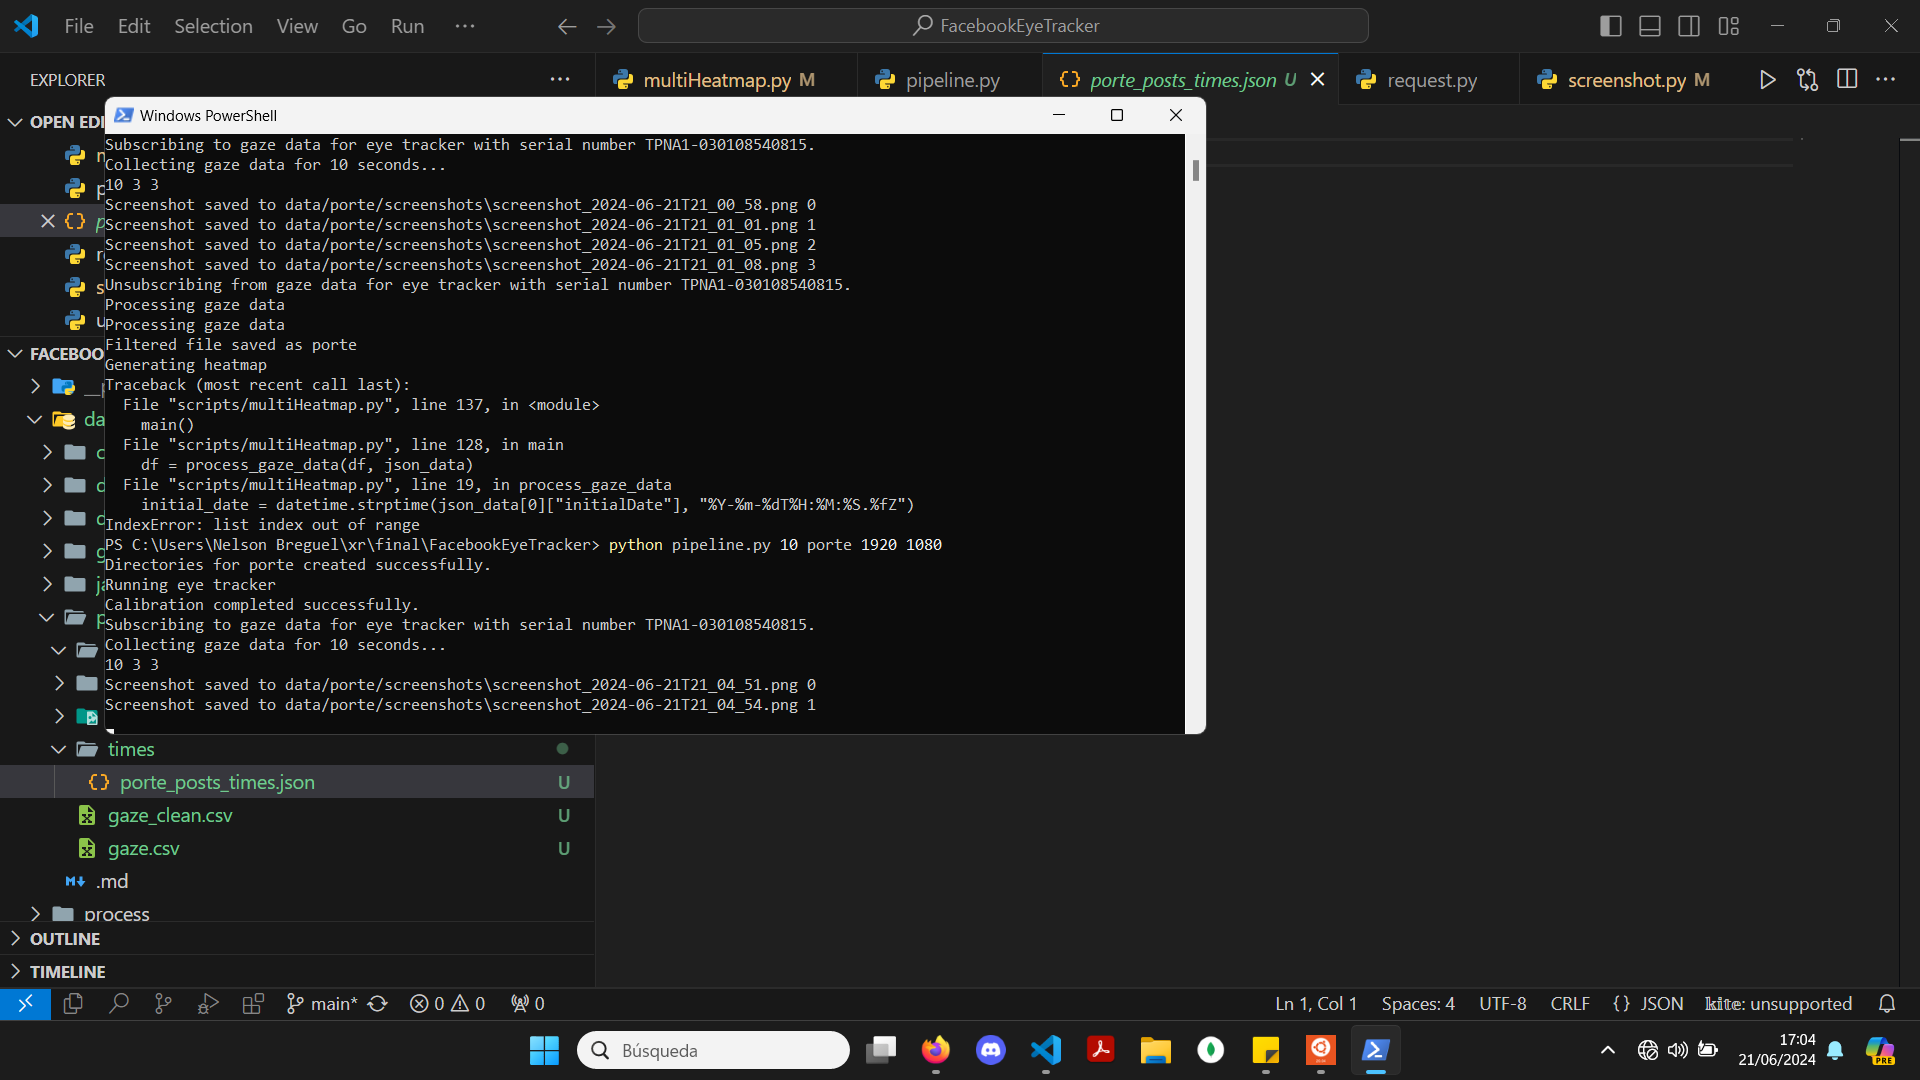 File Edit Selection View Go Run ···
FacebookEyeTracker
EXPLORER
multiHeatmap.py M
pipeline.py
porte_posts_times.json U
request.py
screenshot.py M
OPEN EDI
Windows PowerShell
Subscribing to gaze data for eye tracker with serial number TPNA1-030108540815.
Collecting gaze data for 10 seconds...
10 3 3
Screenshot saved to data/porte/screenshots\screenshot_2024-06-21T21_00_58.png 0
Screenshot saved to data/porte/screenshots\screenshot_2024-06-21T21_01_01.png 1
Screenshot saved to data/porte/screenshots\screenshot_2024-06-21T21_01_05.png 2
Screenshot saved to data/porte/screenshots\screenshot_2024-06-21T21_01_08.png 3
Unsubscribing from gaze data for eye tracker with serial number TPNA1-030108540815.
Processing gaze data
Processing gaze data
Filtered file saved as porte
Generating heatmap
Traceback (most recent call last):
File "scripts/multiHeatmap.py", line 137, in <module>
main()
File "scripts/multiHeatmap.py", line 128, in main
df = process_gaze_data(df, json_data)
File "scripts/multiHeatmap.py", line 19, in process_gaze_data
initial_date = datetime.strptime(json_data[0]["initialDate"], "%Y-%m-%dT%H:%M:%S.%fZ")
IndexError: list index out of range
PS C:\Users\Nelson Breguel\xr\final\FacebookEyeTracker> python pipeline.py 10 porte 1920 1080
Directories for porte created successfully.
Running eye tracker
Calibration completed successfully.
Subscribing to gaze data for eye tracker with serial number TPNA1-030108540815.
Collecting gaze data for 10 seconds...
10 3 3
Screenshot saved to data/porte/screenshots\screenshot_2024-06-21T21_04_51.png 0
Screenshot saved to data/porte/screenshots\screenshot_2024-06-21T21_04_54.png 1
FACEBOO
da
times
porte_posts_times.json U
gaze_clean.csv U
gaze.csv U
.md
process
OUTLINE
TIMELINE
main* 0 0 0
Ln 1, Col 1 Spaces: 4 UTF-8 CRLF {} JSON kite: unsupported
Búsqueda
17:04
21/06/2024
PRE